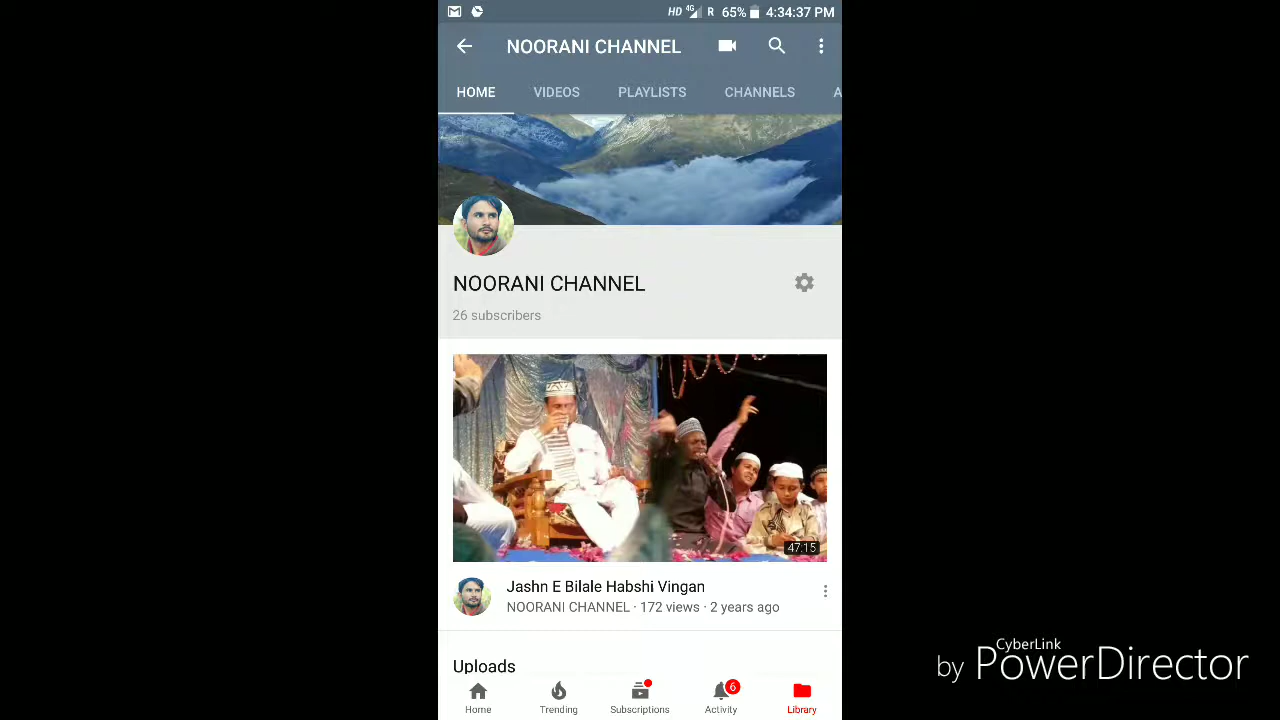 HD 4G R 65% 4:34:37 PM
NOORANI CHANNEL
HOME VIDEOS PLAYLISTS CHANNELS A
NOORANI CHANNEL
26 subscribers
47:15
Jashn E Bilale Habshi Vingan
NOORANI CHANNEL · 172 views · 2 years ago
Uploads
6
Home Trending Subscriptions Activity Library
CyberLink
by PowerDirector